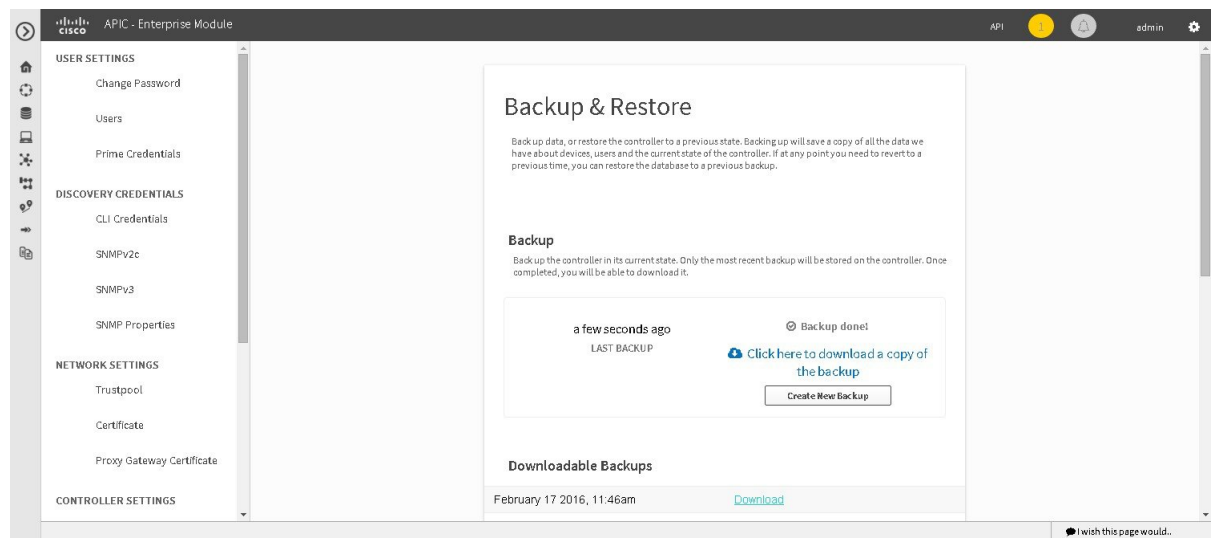 cisco
APIC - Enterprise Module
API
1
admin
USER SETTINGS
Change Password
Users
Prime Credentials
DISCOVERY CREDENTIALS
CLI Credentials
SNMPv2c
SNMPv3
SNMP Properties
NETWORK SETTINGS
Trustpool
Certificate
Proxy Gateway Certificate
CONTROLLER SETTINGS
Backup & Restore
Back up data, or restore the controller to a previous state. Backing up will save a copy of all the data we
have about devices, users and the current state of the controller. If at any point you need to revert to a
previous time, you can restore the database to a previous backup.
Backup
Back up the controller in its current state. Only the most recent backup will be stored on the controller. Once
completed, you will be able to download it.
a few seconds ago
LAST BACKUP
Backup done!
Click here to download a copy of
the backup
Create New Backup
Downloadable Backups
February 17 2016, 11:46am
Download
I wish this page would..